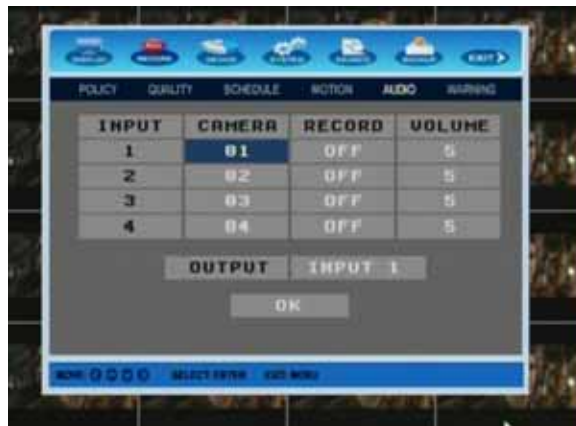 EXIT
POLICY QUALITY SCHEDULE MOTION AUDIO WARNING
INPUT CAMERA RECORD VOLUME
1 01 OFF 5
2 02 OFF 5
3 03 OFF 5
4 04 OFF 5
OUTPUT INPUT 1
OK
MOVE SELECT:ENTER EXIT:MENU